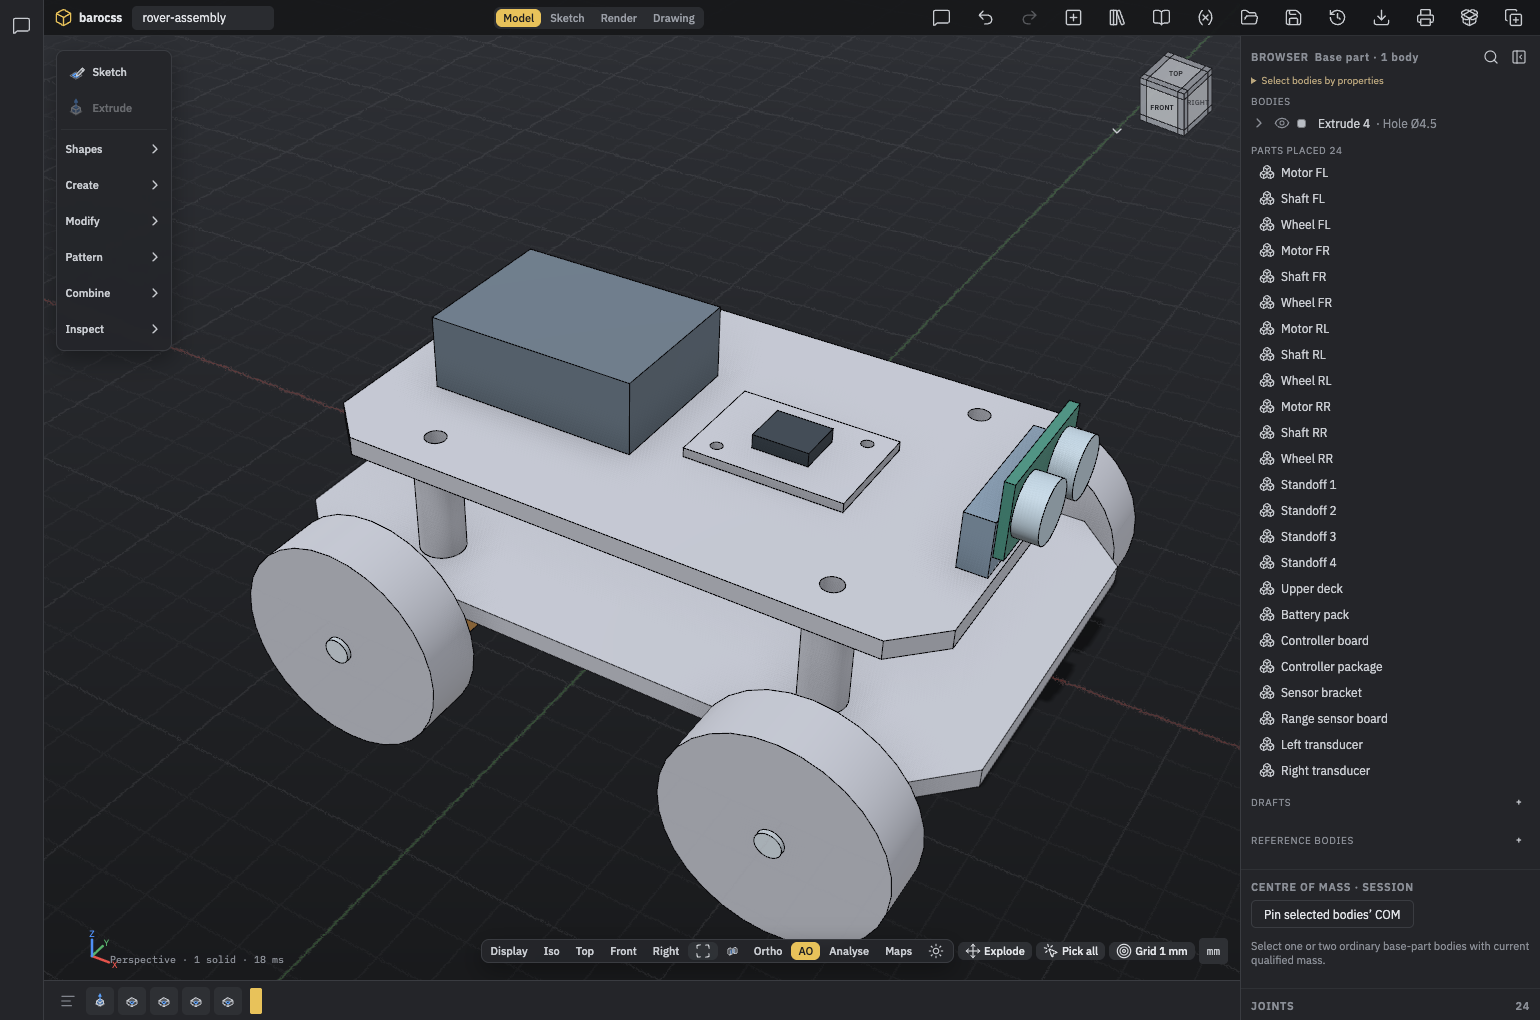 barocss
rover-assembly
Model
Sketch
Render
Drawing
Sketch
Extrude
Shapes
Create
Modify
Pattern
Combine
Inspect
TOP
FRONT
RIGHT
BROWSER Base part · 1 body
Select bodies by properties
BODIES
Extrude 4 · Hole Ø4.5
PARTS PLACED 24
Motor FL
Shaft FL
Wheel FL
Motor FR
Shaft FR
Wheel FR
Motor RL
Shaft RL
Wheel RL
Motor RR
Shaft RR
Wheel RR
Standoff 1
Standoff 2
Standoff 3
Standoff 4
Upper deck
Battery pack
Controller board
Controller package
Sensor bracket
Range sensor board
Left transducer
Right transducer
DRAFTS +
REFERENCE BODIES +
CENTRE OF MASS · SESSION
Pin selected bodies’ COM
Select one or two ordinary base-part bodies with current
qualified mass.
JOINTS 24
Z
Y
X
Perspective · 1 solid · 18 ms
Display
Iso
Top
Front
Right
Ortho
AO
Analyse
Maps
Explode
Pick all
Grid 1 mm
mm